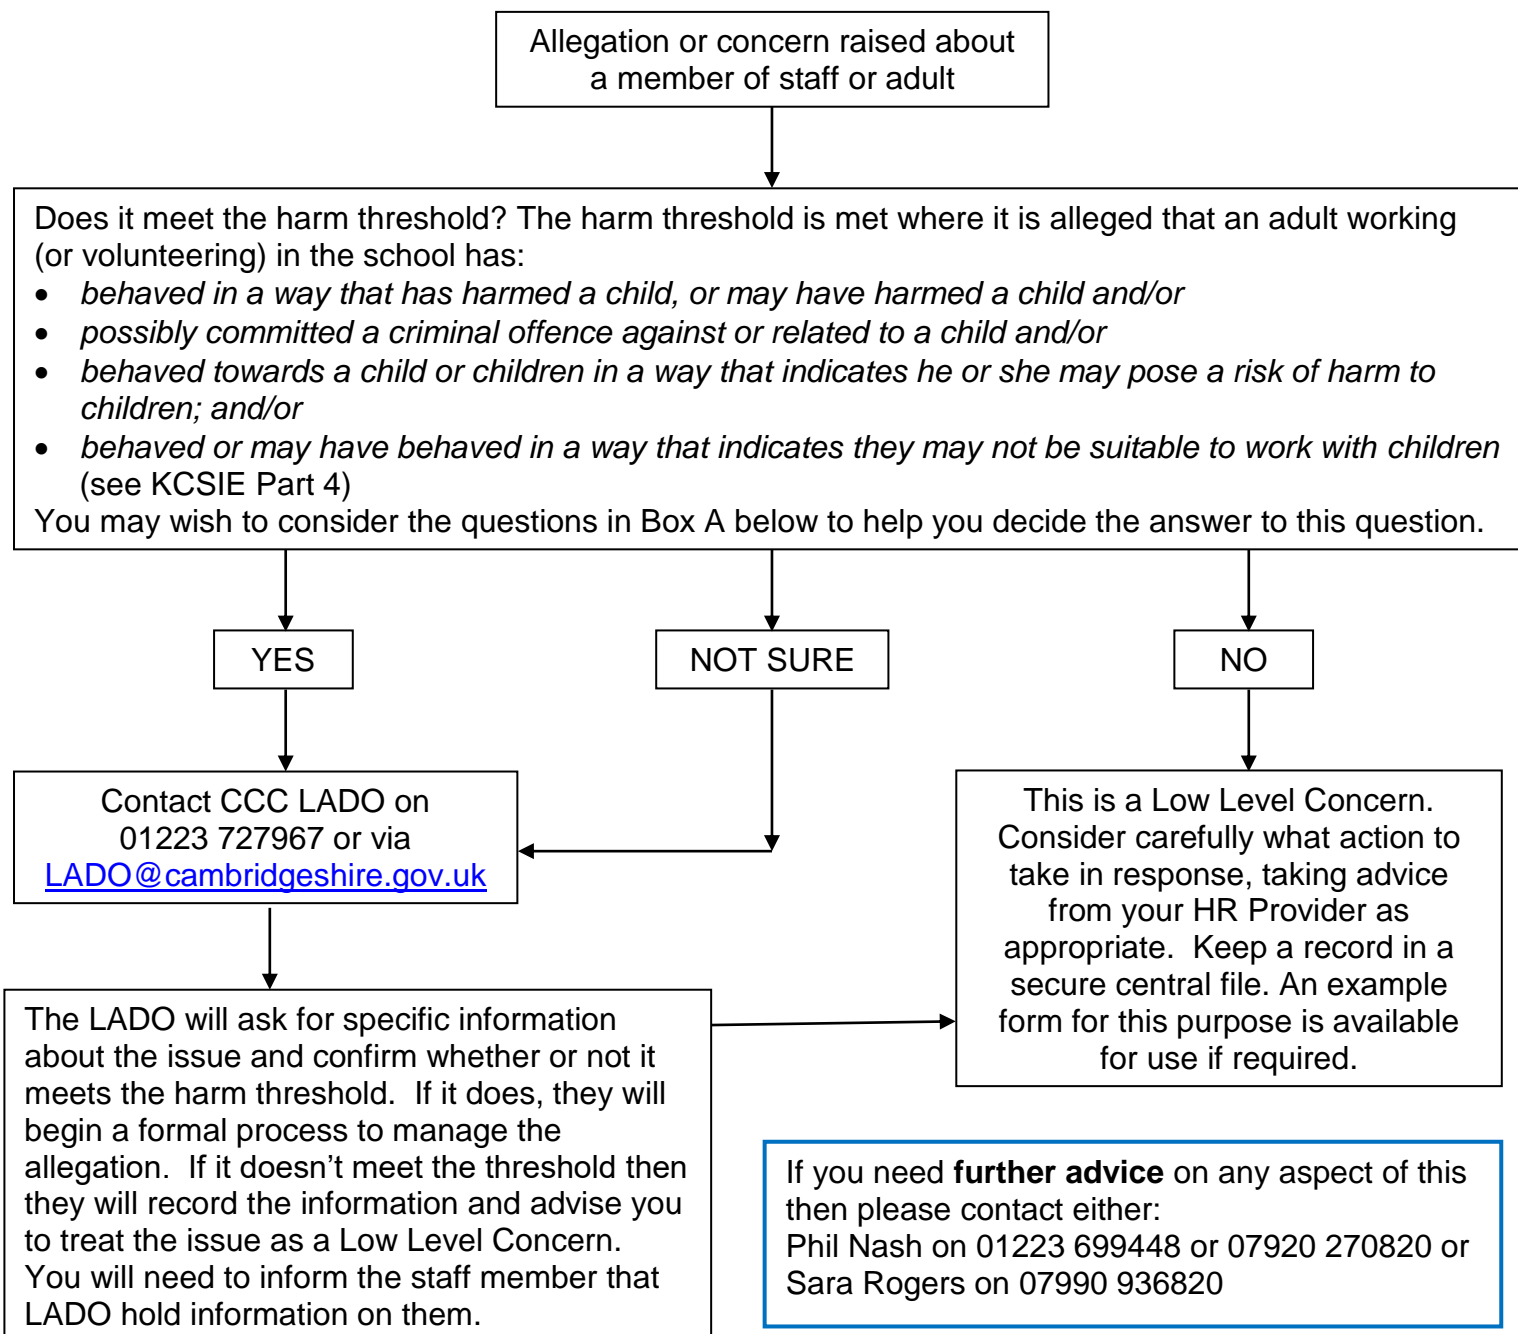 Allegation or concern raised about
a member of staff or adult
Does it meet the harm threshold? The harm threshold is met where it is alleged that an adult working
(or volunteering) in the school has:
• behaved in a way that has harmed a child, or may have harmed a child and/or
• possibly committed a criminal offence against or related to a child and/or
• behaved towards a child or children in a way that indicates he or she may pose a risk of harm to
children; and/or
• behaved or may have behaved in a way that indicates they may not be suitable to work with children
(see KCSIE Part 4)
You may wish to consider the questions in Box A below to help you decide the answer to this question.
YES
NOT SURE
NO
Contact CCC LADO on
01223 727967 or via
LADO@cambridgeshire.gov.uk
This is a Low Level Concern.
Consider carefully what action to
take in response, taking advice
from your HR Provider as
appropriate. Keep a record in a
secure central file. An example
form for this purpose is available
for use if required.
The LADO will ask for specific information
about the issue and confirm whether or not it
meets the harm threshold. If it does, they will
begin a formal process to manage the
allegation. If it doesn't meet the threshold then
they will record the information and advise you
to treat the issue as a Low Level Concern.
You will need to inform the staff member that
LADO hold information on them.
If you need further advice on any aspect of this
then please contact either:
Phil Nash on 01223 699448 or 07920 270820 or
Sara Rogers on 07990 936820